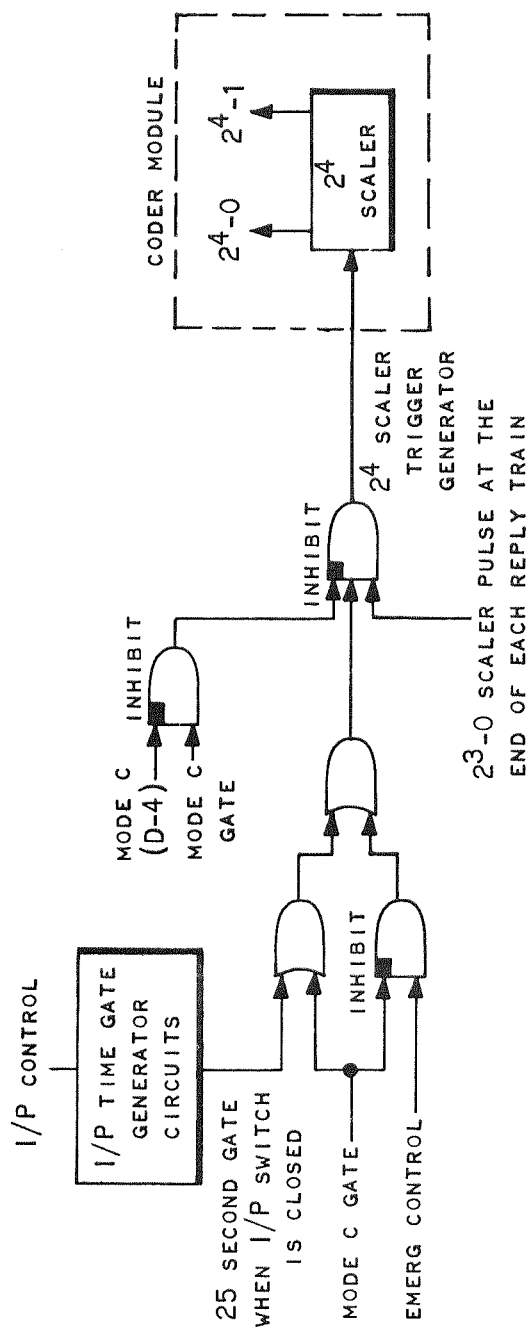 I/P CONTROL
I/P TIME GATE
GENERATOR
CIRCUITS
25 SECOND GATE
WHEN I/P SWITCH
IS CLOSED
MODE C GATE
EMERG CONTROL
INHIBIT
MODE C
(D-4)
MODE C
GATE
INHIBIT
INHIBIT
2³-0 SCALER PULSE AT THE
END OF EACH REPLY TRAIN
2⁴ SCALER
TRIGGER
GENERATOR
CODER MODULE
2⁴-0
2⁴-1
2⁴
SCALER